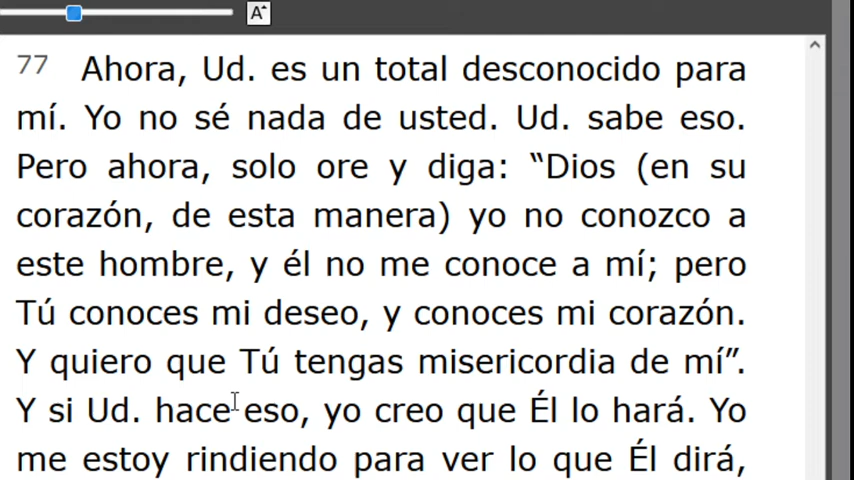 A
77 Ahora, Ud. es un total desconocido para
mí. Yo no sé nada de usted. Ud. sabe eso.
Pero ahora, solo ore y diga: “Dios (en su
corazón, de esta manera) yo no conozco a
este hombre, y él no me conoce a mí; pero
Tú conoces mi deseo, y conoces mi corazón.
Y quiero que Tú tengas misericordia de mí”.
Y si Ud. hace eso, yo creo que Él lo hará. Yo
me estoy rindiendo para ver lo que Él dirá,